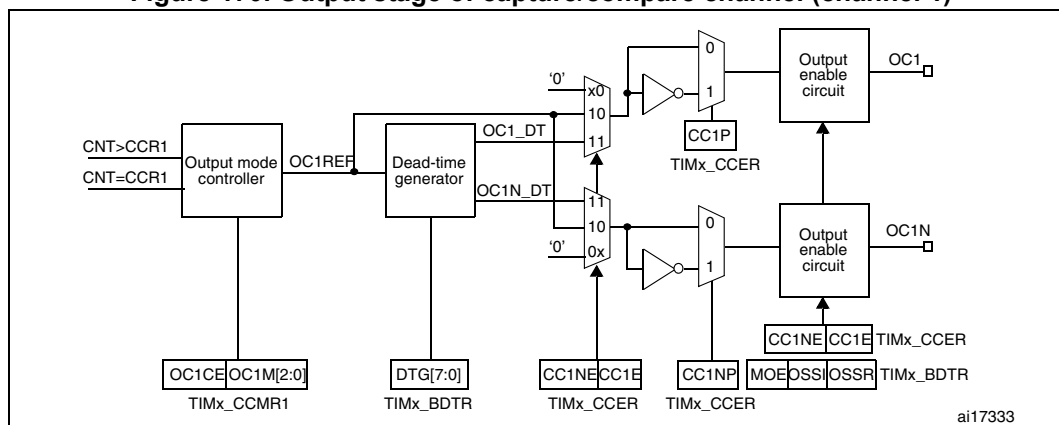 Output stage of capture/compare channel (channel 1)
CNT>CCR1
CNT=CCR1
Output mode
controller
OC1REF
Dead-time
generator
OC1_DT
OC1N_DT
'0'
x0
10
11
11
10
0x
'0'
0
1
CC1P
TIMx_CCER
0
1
Output
enable
circuit
OC1
Output
enable
circuit
OC1N
CC1NE CC1E TIMx_CCER
MOE OSSI OSSR TIMx_BDTR
OC1CE OC1M[2:0]
TIMx_CCMR1
DTG[7:0]
TIMx_BDTR
CC1NE CC1E
TIMx_CCER
CC1NP
TIMx_CCER
ai17333